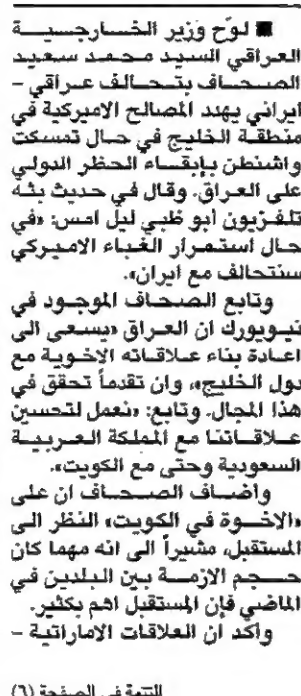 ■ لوّح وزير الخارجية
العراقي السيد محمد سعيد
الصحاف بتحالف عراقي -
ايراني يهدد المصالح الاميركية في
منطقة الخليج في حال تمسكت
واشنطن بإبقاء الحظر الدولي
على العراق. وقال في حديث بثه
تلفزيون أبو ظبي ليل امس: «في
حال استمرار الغباء الاميركي
سنتحالف مع ايران».
وتابع الصحاف الموجود في
نيويورك ان العراق «يسعى الى
اعادة بناء علاقاته الاخوية مع
دول الخليج»، وان تقدماً تحقق في
هذا المجال. وتابع: «نعمل لتحسين
علاقاتنا مع المملكة العربية
السعودية وحتى مع الكويت».
وأضاف الصحاف ان على
«الاخوة في الكويت» النظر الى
المستقبل، مشيراً الى انه مهما كان
حجم الازمة بين البلدين في
الماضي فإن المستقبل اهم بكثير.
واكد ان العلاقات الاماراتية -
التتمة في الصفحة (٦)